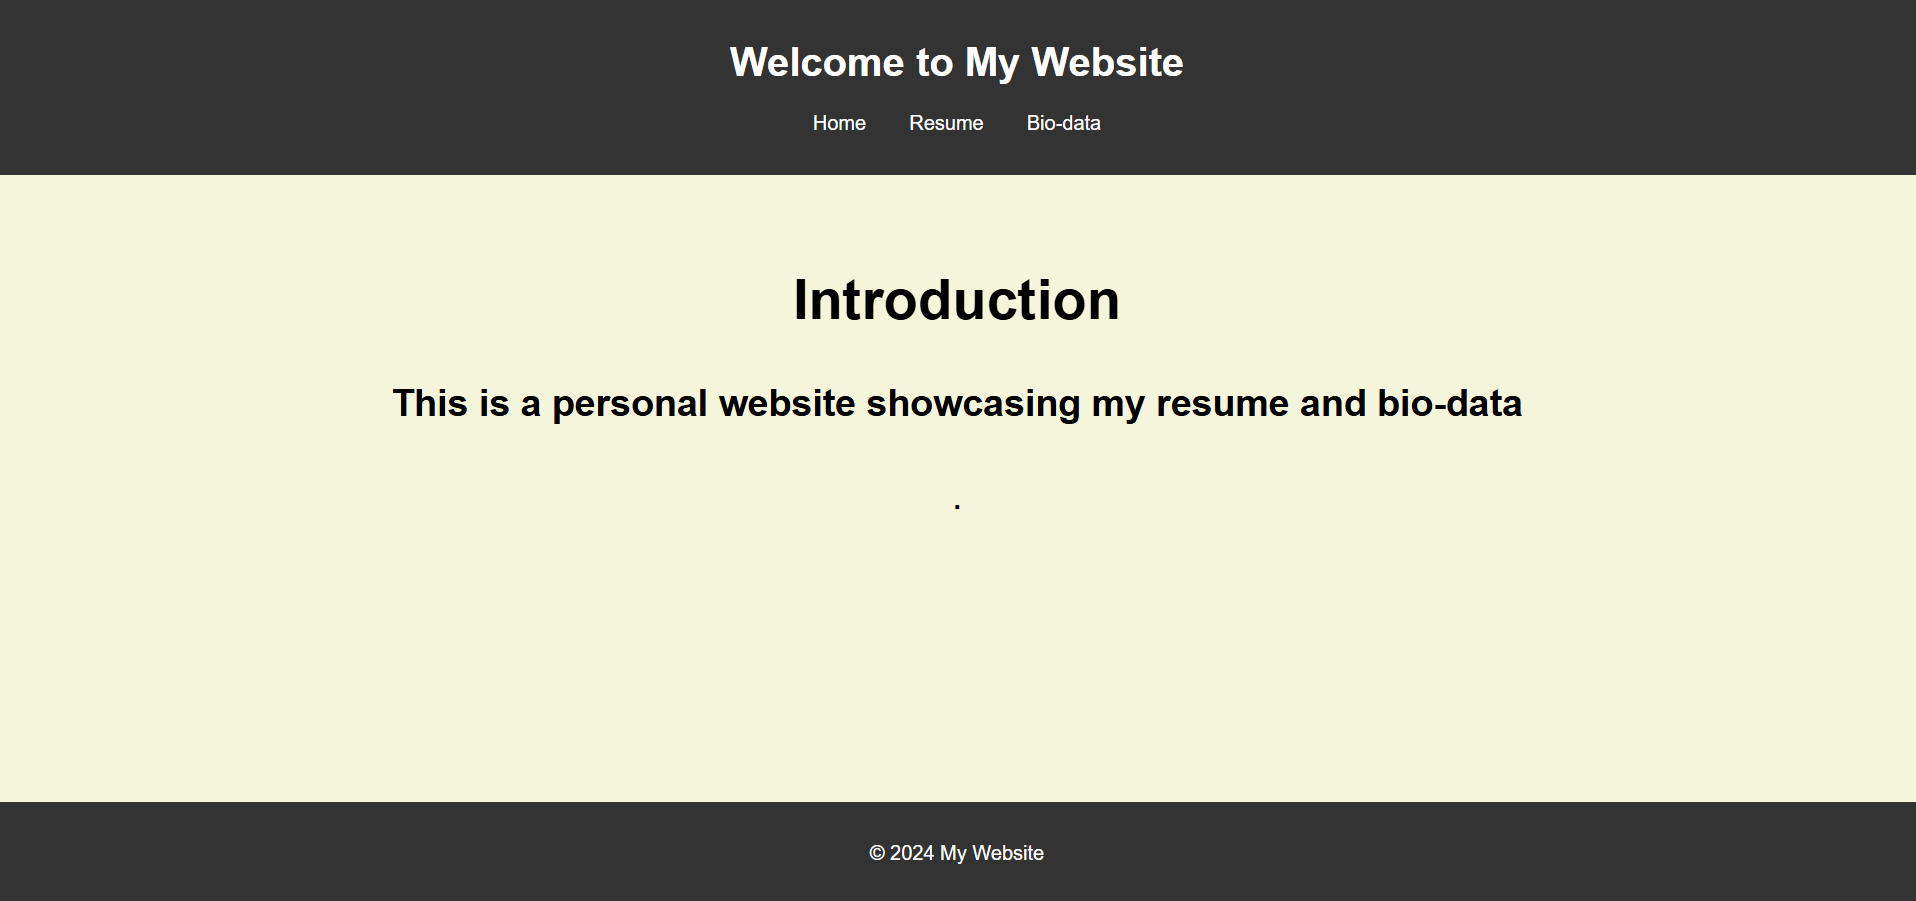 Welcome to My Website
Home Resume Bio-data
Introduction
This is a personal website showcasing my resume and bio-data
.
© 2024 My Website